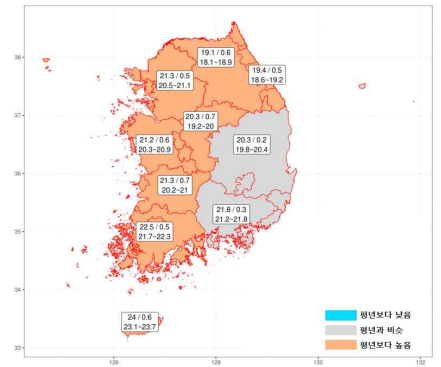 38
37
36
35
34
33
126
128
130
132
19.1 / 0.6
18.1~18.9
19.4 / 0.5
18.6~19.2
21.3 / 0.5
20.5~21.1
20.3 / 0.7
19.2~20
21.2 / 0.6
20.3~20.9
20.3 / 0.2
19.8~20.4
21.3 / 0.7
20.2~21
21.8 / 0.3
21.2~21.8
22.5 / 0.5
21.7~22.3
24 / 0.6
23.1~23.7
평년보다 낮음
평년과 비슷
평년보다 높음